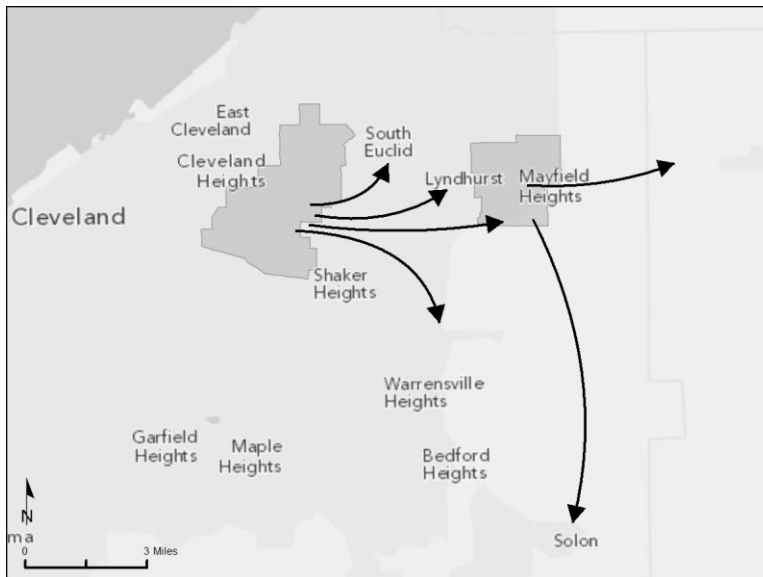 East
Cleveland
South
Euclid
Cleveland
Heights
Lyndhurst
Mayfield
Heights
Cleveland
Shaker
Heights
Warrensville
Heights
Garfield
Heights
Maple
Heights
Bedford
Heights
N
ma
0
3 Miles
Solon